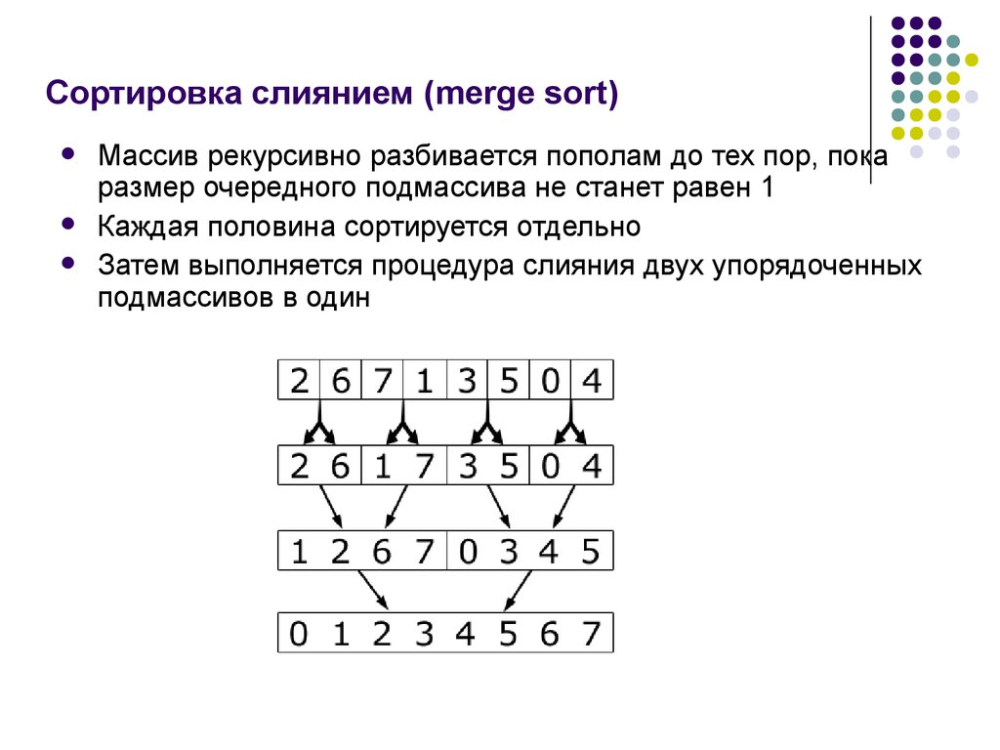 Сортировка слиянием (merge sort)
Массив рекурсивно разбивается пополам до тех пор, пока
размер очередного подмассива не станет равен 1
Каждая половина сортируется отдельно
Затем выполняется процедура слияния двух упорядоченных
подмассивов в один
2 6 7 1 3 5 0 4
2 6 1 7 3 5 0 4
1 2 6 7 0 3 4 5
0 1 2 3 4 5 6 7